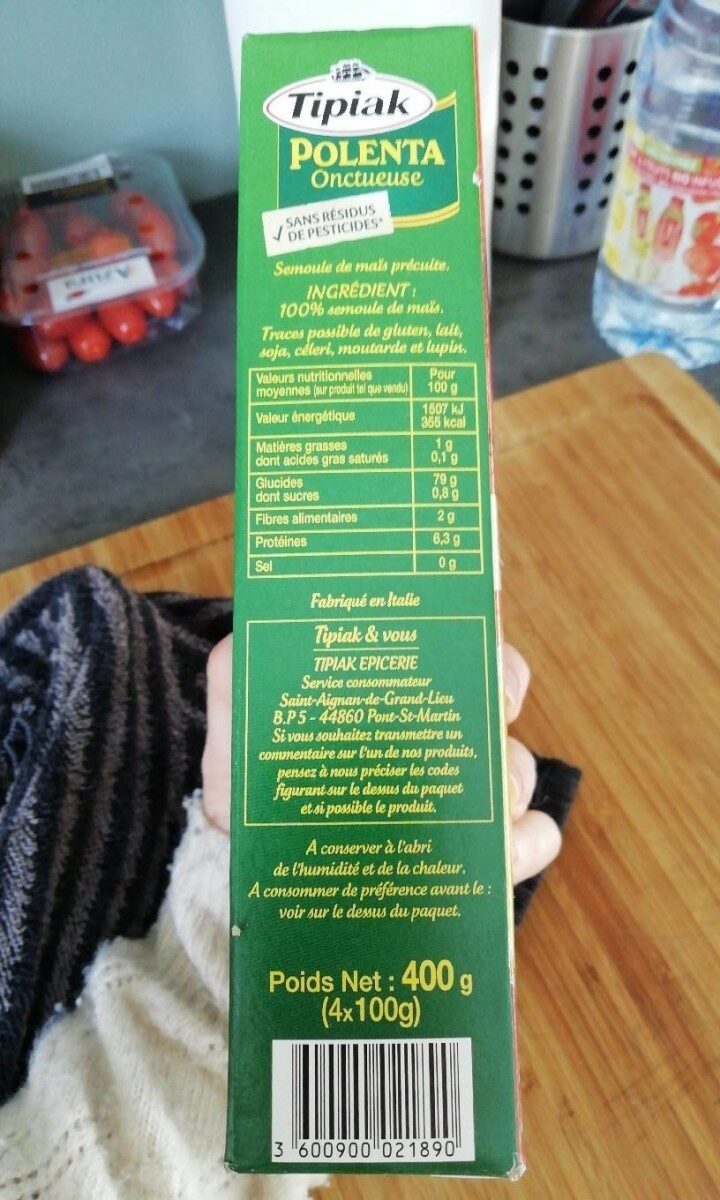 Tipiak
POLENTA
Onctueuse
✓ SANS RÉSIDUS
DE PESTICIDES*
Semoule de maïs précuite.
INGRÉDIENT :
100% semoule de maïs.
Traces possible de gluten, lait,
soja, céleri, moutarde et lupin.
Valeurs nutritionnelles
moyennes (sur produit tel que vendu)
Pour
100 g
Valeur énergétique
1507 kJ
355 kcal
Matières grasses 1 g
dont acides gras saturés 0,1 g
Glucides 79 g
dont sucres 0,8 g
Fibres alimentaires 2 g
Protéines 6,3 g
Sel 0 g
Fabriqué en Italie
Tipiak & vous
TIPIAK EPICERIE
Service consommateur
Saint-Aignan-de-Grand-Lieu
B.P 5 - 44860 Pont-St-Martin
Si vous souhaitez transmettre un
commentaire sur l'un de nos produits,
pensez à nous préciser les codes
figurant sur le dessus du paquet
et si possible le produit.
A conserver à l'abri
de l'humidité et de la chaleur.
A consommer de préférence avant le :
voir sur le dessus du paquet.
Poids Net : 400 g
(4x100g)
3 600900 021890
Azura